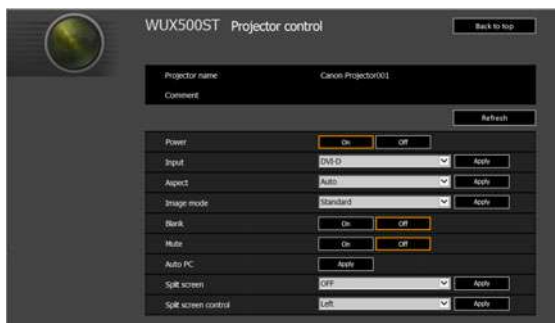 WUX500ST Projector control Back to top
Projector name Canon Projector001
Comment
Refresh
Power On Off
Input DVI-D Apply
Aspect Auto Apply
Image mode Standard Apply
Blank On Off
Mute On Off
Auto PC Apply
Split screen OFF Apply
Split screen control Left Apply